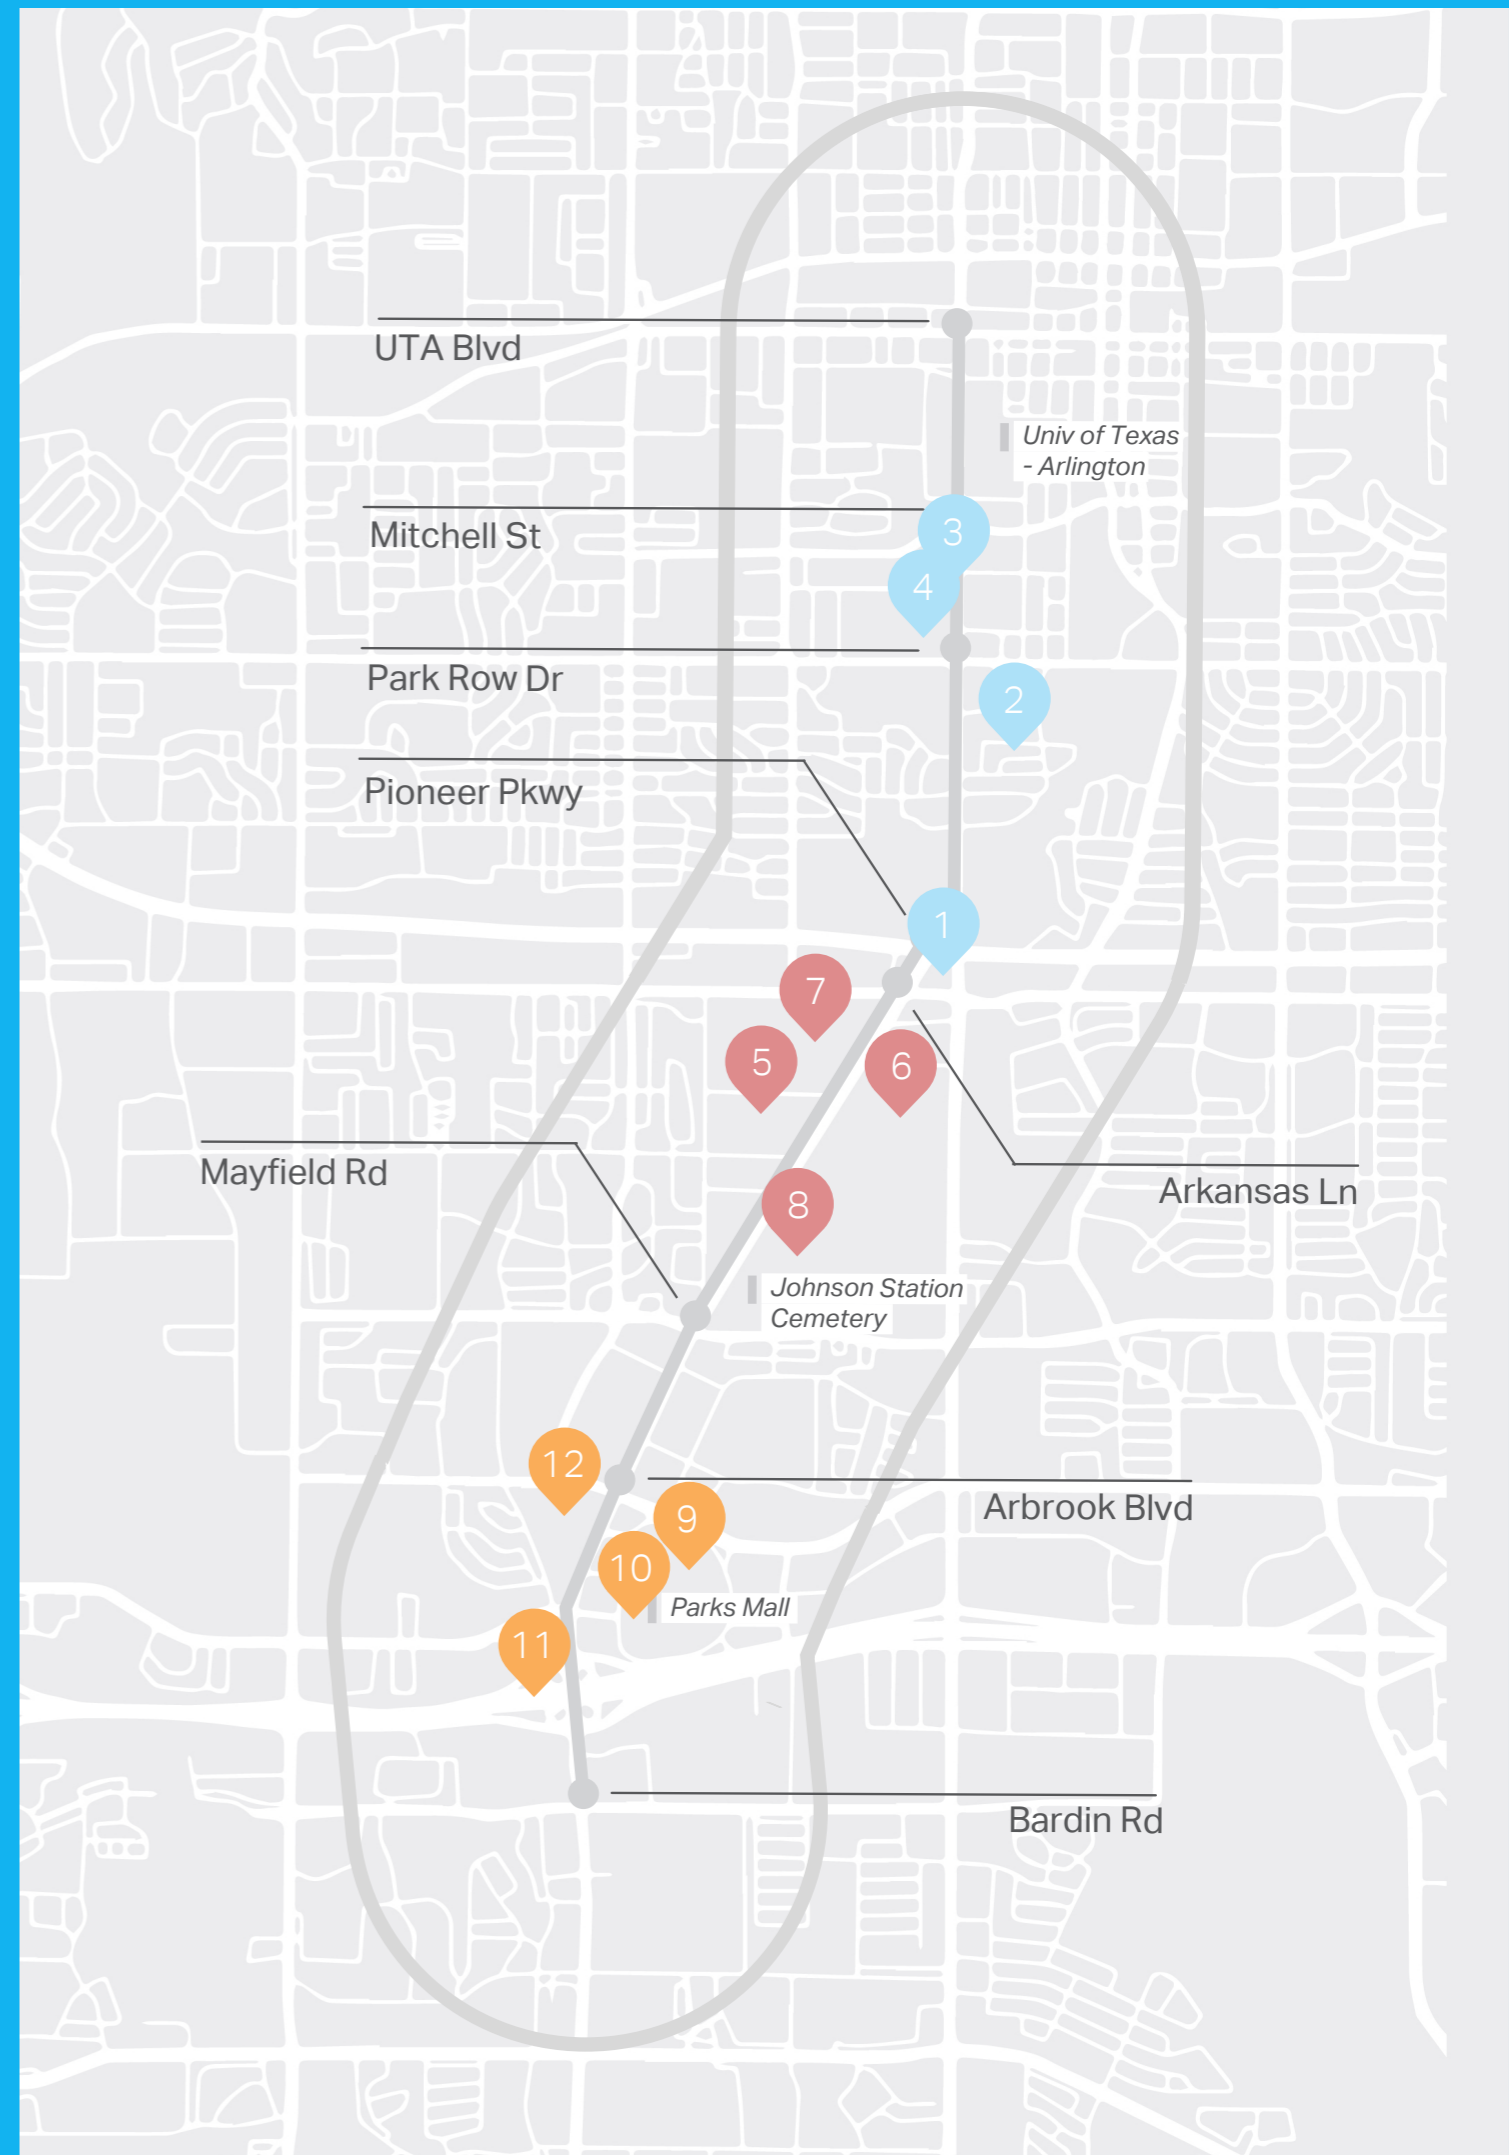 UTA Blvd
Univ of Texas
- Arlington
Mitchell St
3
4
Park Row Dr
2
Pioneer Pkwy
1
7
5
6
Mayfield Rd
Arkansas Ln
8
Johnson Station
Cemetery
12
Arbrook Blvd
9
10
Parks Mall
11
Bardin Rd